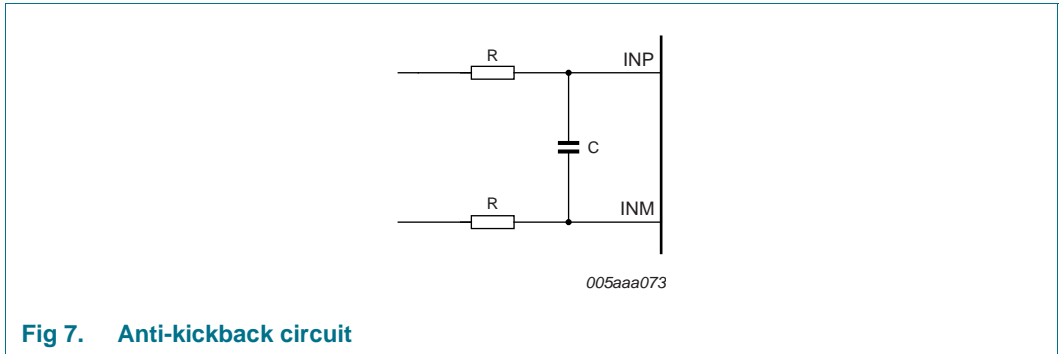 R
INP
C
R
INM
005aaa073
Fig 7. Anti-kickback circuit